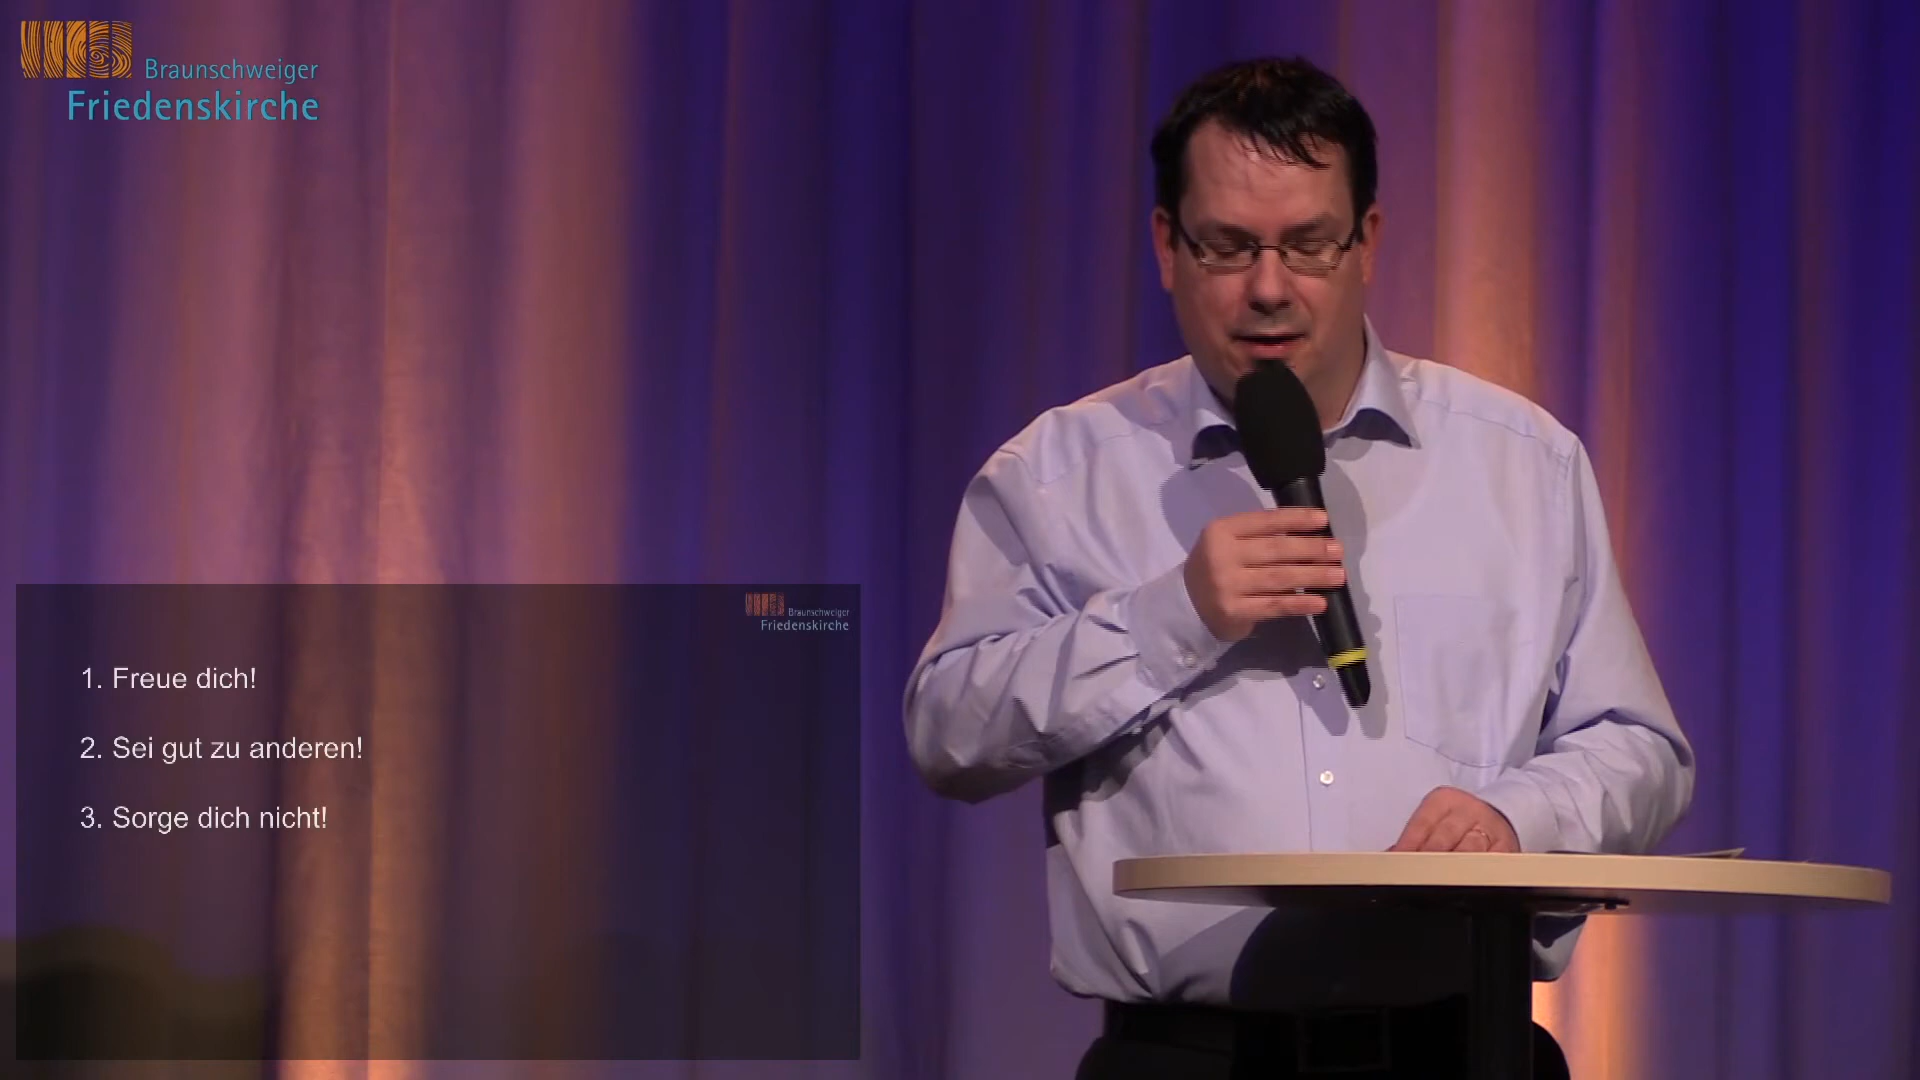 Braunschweiger
Friedenskirche
Braunschweiger
Friedenskirche
1. Freue dich!
2. Sei gut zu anderen!
3. Sorge dich nicht!